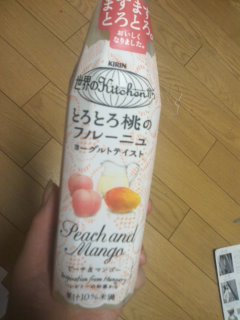 ますます
とろとろ
おいしく
なりました。
KIRIN
世界のKitchenから
とろとろ桃の
フルーニュ
ヨーグルトテイスト
Peach and
Mango
ピーチ&マンゴー
Inspiration from Hungary
果汁10%未満